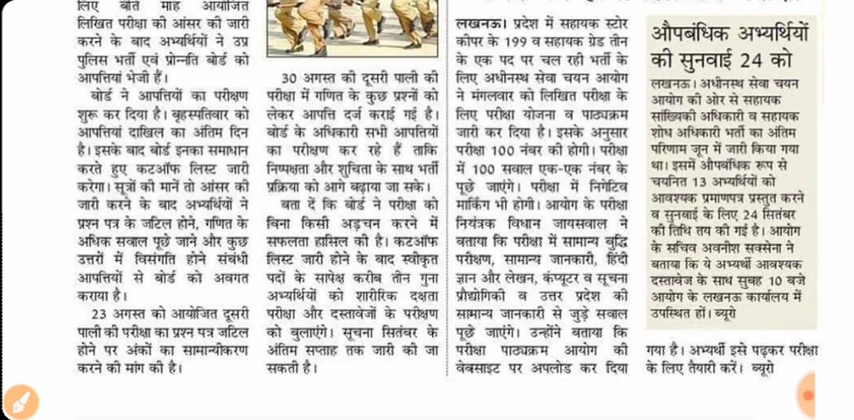 लिए बीते माह आयोजित
लिखित परीक्षा की आंसर की जारी
करने के बाद अभ्यर्थियों ने उप्र
पुलिस भर्ती एवं प्रोन्नति बोर्ड को
आपत्तियां भेजी हैं।
बोर्ड ने आपत्तियों का परीक्षण
शुरू कर दिया है। बृहस्पतिवार को
आपत्तियां दाखिल का अंतिम दिन
है। इसके बाद बोर्ड इनका समाधान
करते हुए कटऑफ लिस्ट जारी
करेगा। सूत्रों की मानें तो आंसर की
जारी करने के बाद अभ्यर्थियों ने
प्रश्न पत्र के जटिल होने, गणित के
अधिक सवाल पूछे जाने और कुछ
उत्तरों में विसंगति होने संबंधी
आपत्तियों से बोर्ड को अवगत
कराया है।
23 अगस्त को आयोजित दूसरी
पाली की परीक्षा का प्रश्न पत्र जटिल
होने पर अंकों का सामान्यीकरण
करने की मांग की है।
30 अगस्त की दूसरी पाली की
परीक्षा में गणित के कुछ प्रश्नों को
लेकर आपत्ति दर्ज कराई गई है।
बोर्ड के अधिकारी सभी आपत्तियों
का परीक्षण कर रहे हैं ताकि
निष्पक्षता और शुचिता के साथ भर्ती
प्रक्रिया को आगे बढ़ाया जा सके।
बता दें कि बोर्ड ने परीक्षा को
बिना किसी अड़चन करने में
सफलता हासिल की है। कटऑफ
लिस्ट जारी होने के बाद स्वीकृत
पदों के सापेक्ष करीब तीन गुना
अभ्यर्थियों को शारीरिक दक्षता
परीक्षा और दस्तावेजों के परीक्षण
को बुलाएंगे। सूचना सितंबर के
अंतिम सप्ताह तक जारी की जा
सकती है।
लखनऊ। प्रदेश में सहायक स्टोर
कीपर के 199 व सहायक ग्रेड तीन
के एक पद पर चल रही भर्ती के
लिए अधीनस्थ सेवा चयन आयोग
ने मंगलवार को लिखित परीक्षा के
लिए परीक्षा योजना व पाठ्यक्रम
जारी कर दिया है। इसके अनुसार
परीक्षा 100 नंबर की होगी। परीक्षा
में 100 सवाल एक-एक नंबर के
पूछे जाएंगे। परीक्षा में निगेटिव
मार्किंग भी होगी। आयोग के परीक्षा
नियंत्रक विधान जायसवाल ने
बताया कि परीक्षा में सामान्य बुद्धि
परीक्षण, सामान्य जानकारी, हिंदी
ज्ञान और लेखन, कंप्यूटर व सूचना
प्रौद्योगिकी व उत्तर प्रदेश की
सामान्य जानकारी से जुड़े सवाल
पूछे जाएंगे। उन्होंने बताया कि
परीक्षा पाठ्यक्रम आयोग की
वेबसाइट पर अपलोड कर दिया
गया है। अभ्यर्थी इसे पढ़कर परीक्षा
के लिए तैयारी करें। ब्यूरो
औपबंधिक अभ्यर्थियों
की सुनवाई 24 को
लखनऊ। अधीनस्थ सेवा चयन
आयोग की ओर से सहायक
सांख्यिकी अधिकारी व सहायक
शोध अधिकारी भर्ती का अंतिम
परिणाम जून में जारी किया गया
था। इसमें औपबंधिक रूप से
चयनित 13 अभ्यर्थियों को
आवश्यक प्रमाणपत्र प्रस्तुत करने
व सुनवाई के लिए 24 सितंबर
की तिथि तय की गई है। आयोग
के सचिव अवनीश सक्सेना ने
बताया कि ये अभ्यर्थी आवश्यक
दस्तावेज के साथ सुबह 10 बजे
आयोग के लखनऊ कार्यालय में
उपस्थित हों। ब्यूरो